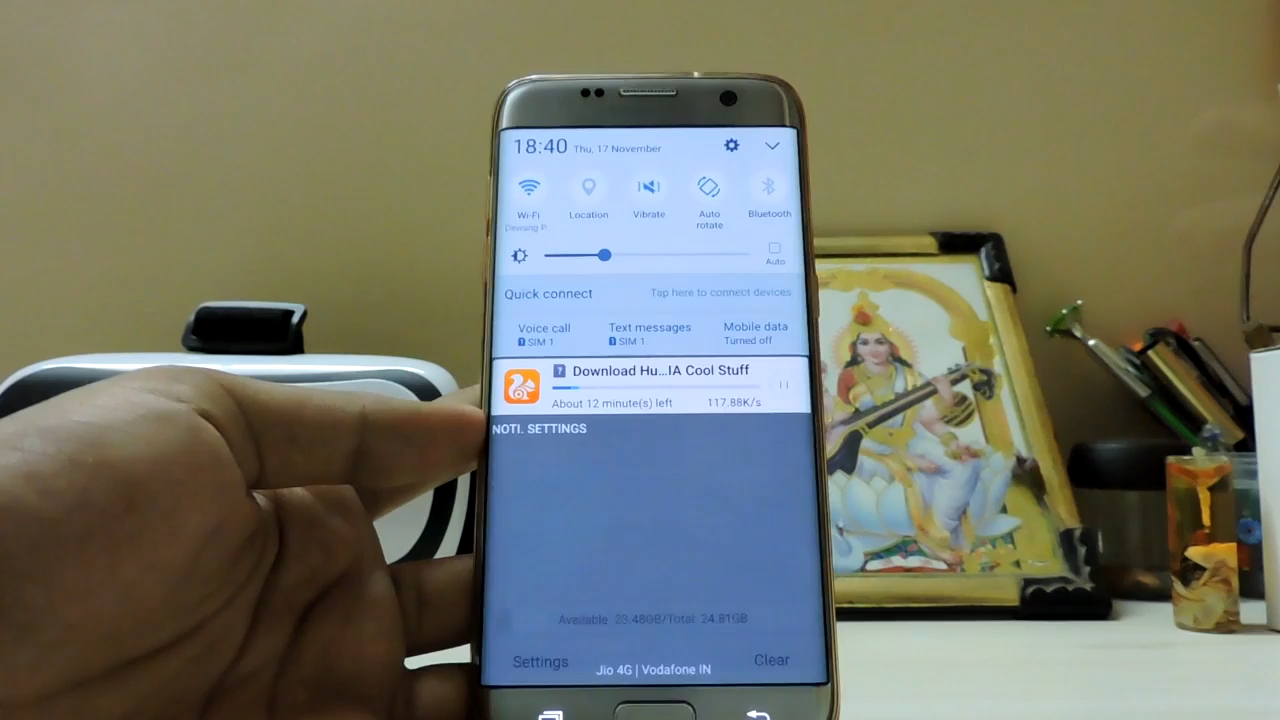 18:40 Thu, 17 November
Wi-Fi Location Vibrate Auto rotate Bluetooth
Dewang P.
Auto
Quick connect Tap here to connect devices
Voice call Text messages Mobile data
SIM 1 SIM 1 Turned off
Download Hu...IA Cool Stuff
About 12 minute(s) left 117.88K/s
NOTI. SETTINGS
Available 23.48GB/Total 24.81GB
Settings Clear
Jio 4G | Vodafone IN